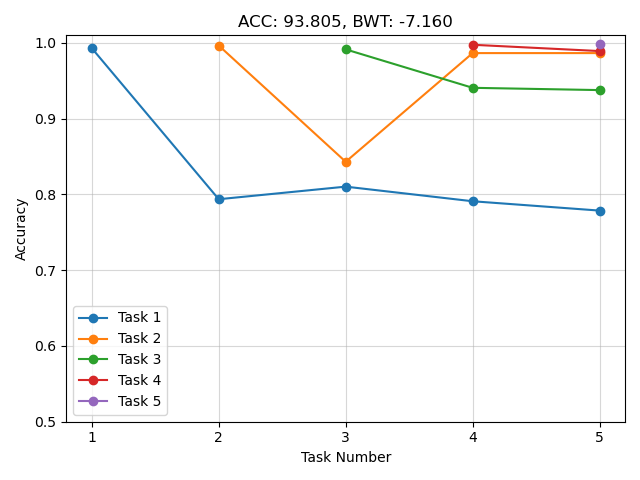 ACC: 93.805, BWT: -7.160
1.0
0.9
0.8
0.7
0.6
0.5
Accuracy
Task 1
Task 2
Task 3
Task 4
Task 5
1 2 3 4 5
Task Number